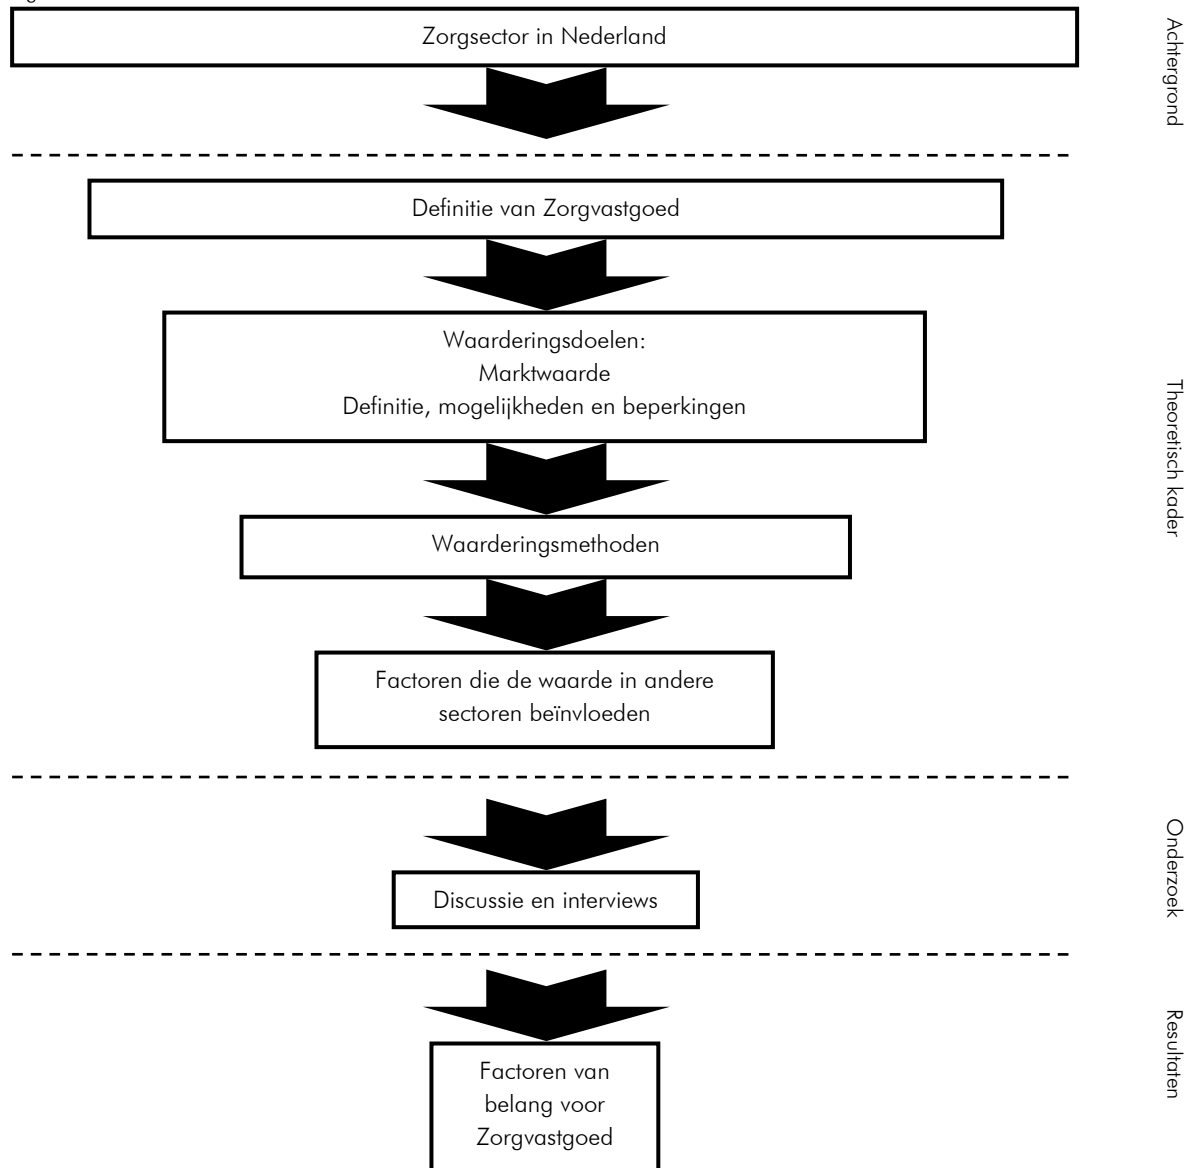 Zorgsector in Nederland
Achtergrond
Definitie van Zorgvastgoed
Waarderingsdoelen:
Marktwaarde
Definitie, mogelijkheden en beperkingen
Theoretisch kader
Waarderingsmethoden
Factoren die de waarde in andere
sectoren beïnvloeden
Onderzoek
Discussie en interviews
Resultaten
Factoren van
belang voor
Zorgvastgoed